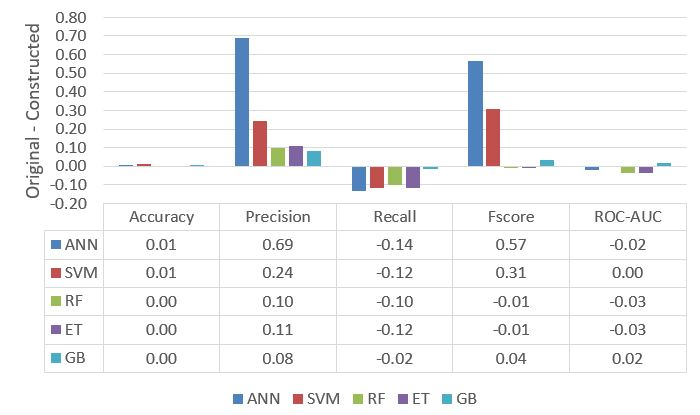 0.80
0.70
0.60
0.50
0.40
0.30
0.20
0.10
0.00
-0.10
-0.20
Original - Constructed
Accuracy Precision Recall Fscore ROC-AUC
ANN 0.01 0.69 -0.14 0.57 -0.02
SVM 0.01 0.24 -0.12 0.31 0.00
RF 0.00 0.10 -0.10 -0.01 -0.03
ET 0.00 0.11 -0.12 -0.01 -0.03
GB 0.00 0.08 -0.02 0.04 0.02
ANN SVM RF ET GB